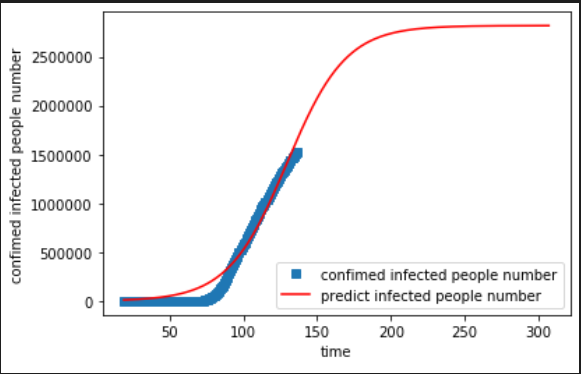 confimed infected people number
2500000
2000000
1500000
1000000
500000
0
50 100 150 200 250 300
time
confimed infected people number
predict infected people number